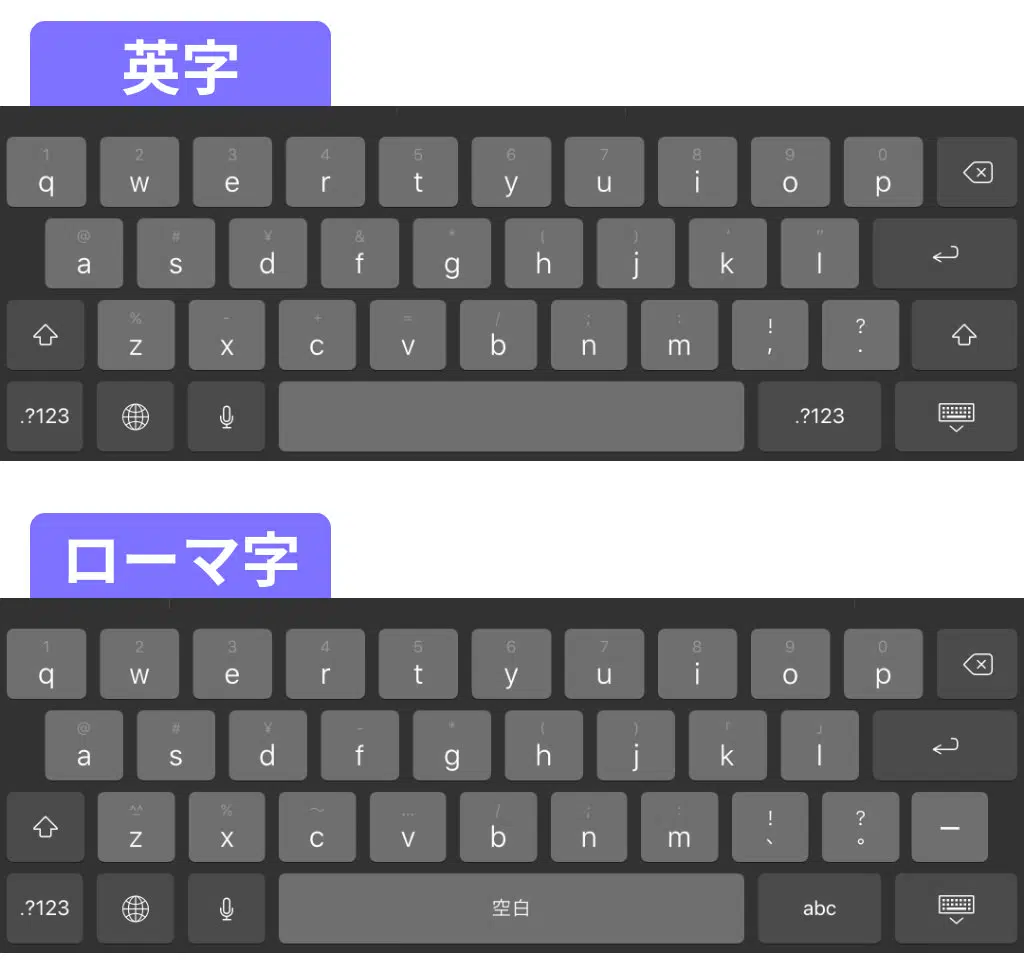 英字
1 2 3 4 5 6 7 8 9 0
q w e r t y u i o p
@ # ¥ & * ( ) ' "
a s d f g h j k l
% - + = / ; : ! ?
z x c v b n m , .
.?123 .?123
ローマ字
1 2 3 4 5 6 7 8 9 0
q w e r t y u i o p
@ # ¥ - * ( ) 「 」
a s d f g h j k l
^_^ % 〜 … / ; : ! ?
z x c v b n m 、 。 ー
.?123 空白 abc